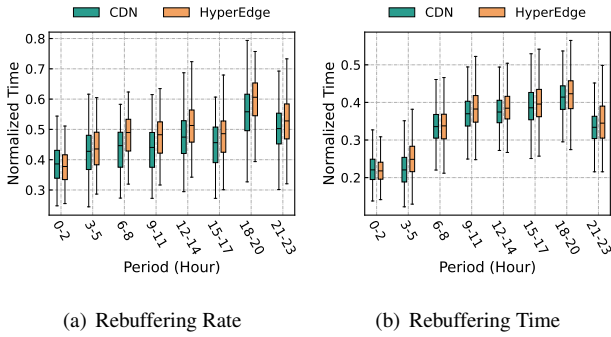 CDN HyperEdge
0.8
0.7
0.6
0.5
0.4
0.3
Normalized Time
0-2 3-5 6-8 9-11 12-14 15-17 18-20 21-23
Period (Hour)
(a) Rebuffering Rate
CDN HyperEdge
0.5
0.4
0.3
0.2
Normalized Time
0-2 3-5 6-8 9-11 12-14 15-17 18-20 21-23
Period (Hour)
(b) Rebuffering Time